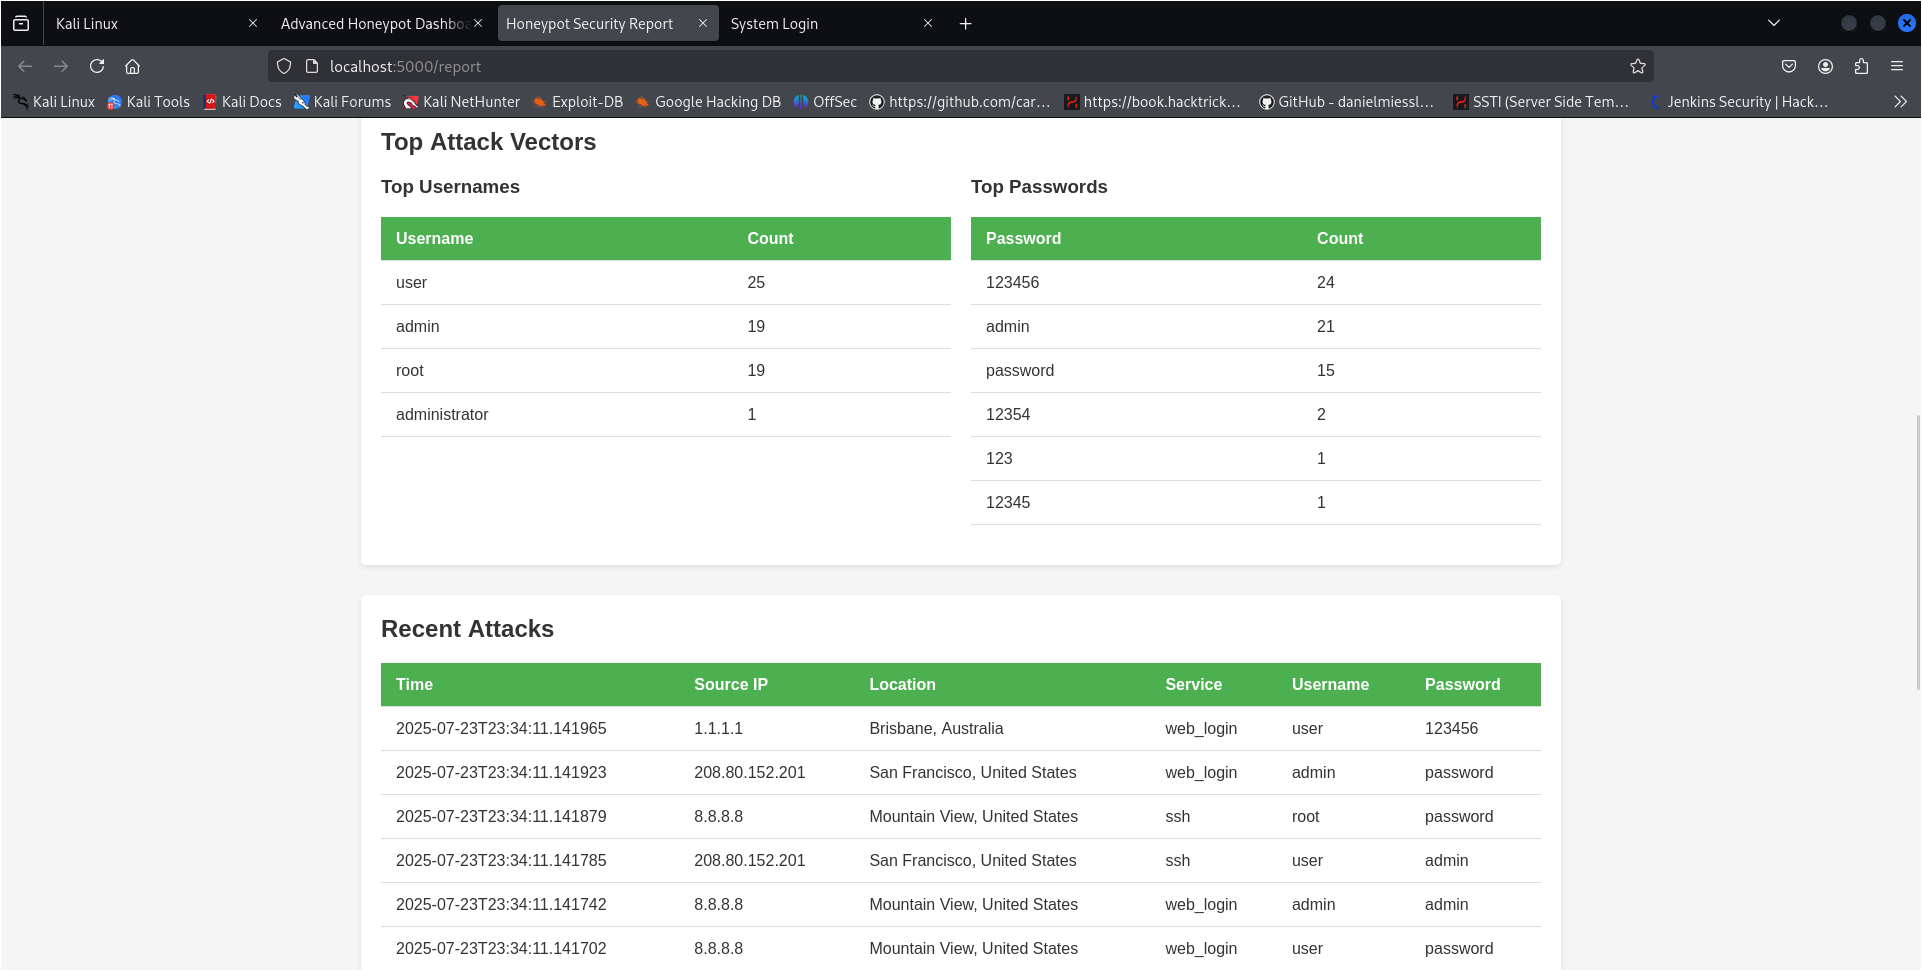 Kali Linux
Advanced Honeypot Dashbo
Honeypot Security Report
System Login
localhost:5000/report
Kali Linux
Kali Tools
Kali Docs
Kali Forums
Kali NetHunter
Exploit-DB
Google Hacking DB
OffSec
https://github.com/car...
https://book.hacktrick...
GitHub - danielmiessl...
SSTI (Server Side Tem...
Jenkins Security | Hack...
Top Attack Vectors
Top Usernames
Username Count
user 25
admin 19
root 19
administrator 1
Top Passwords
Password Count
123456 24
admin 21
password 15
12354 2
123 1
12345 1
Recent Attacks
Time Source IP Location Service Username Password
2025-07-23T23:34:11.141965 1.1.1.1 Brisbane, Australia web_login user 123456
2025-07-23T23:34:11.141923 208.80.152.201 San Francisco, United States web_login admin password
2025-07-23T23:34:11.141879 8.8.8.8 Mountain View, United States ssh root password
2025-07-23T23:34:11.141785 208.80.152.201 San Francisco, United States ssh user admin
2025-07-23T23:34:11.141742 8.8.8.8 Mountain View, United States web_login admin admin
2025-07-23T23:34:11.141702 8.8.8.8 Mountain View, United States web_login user password